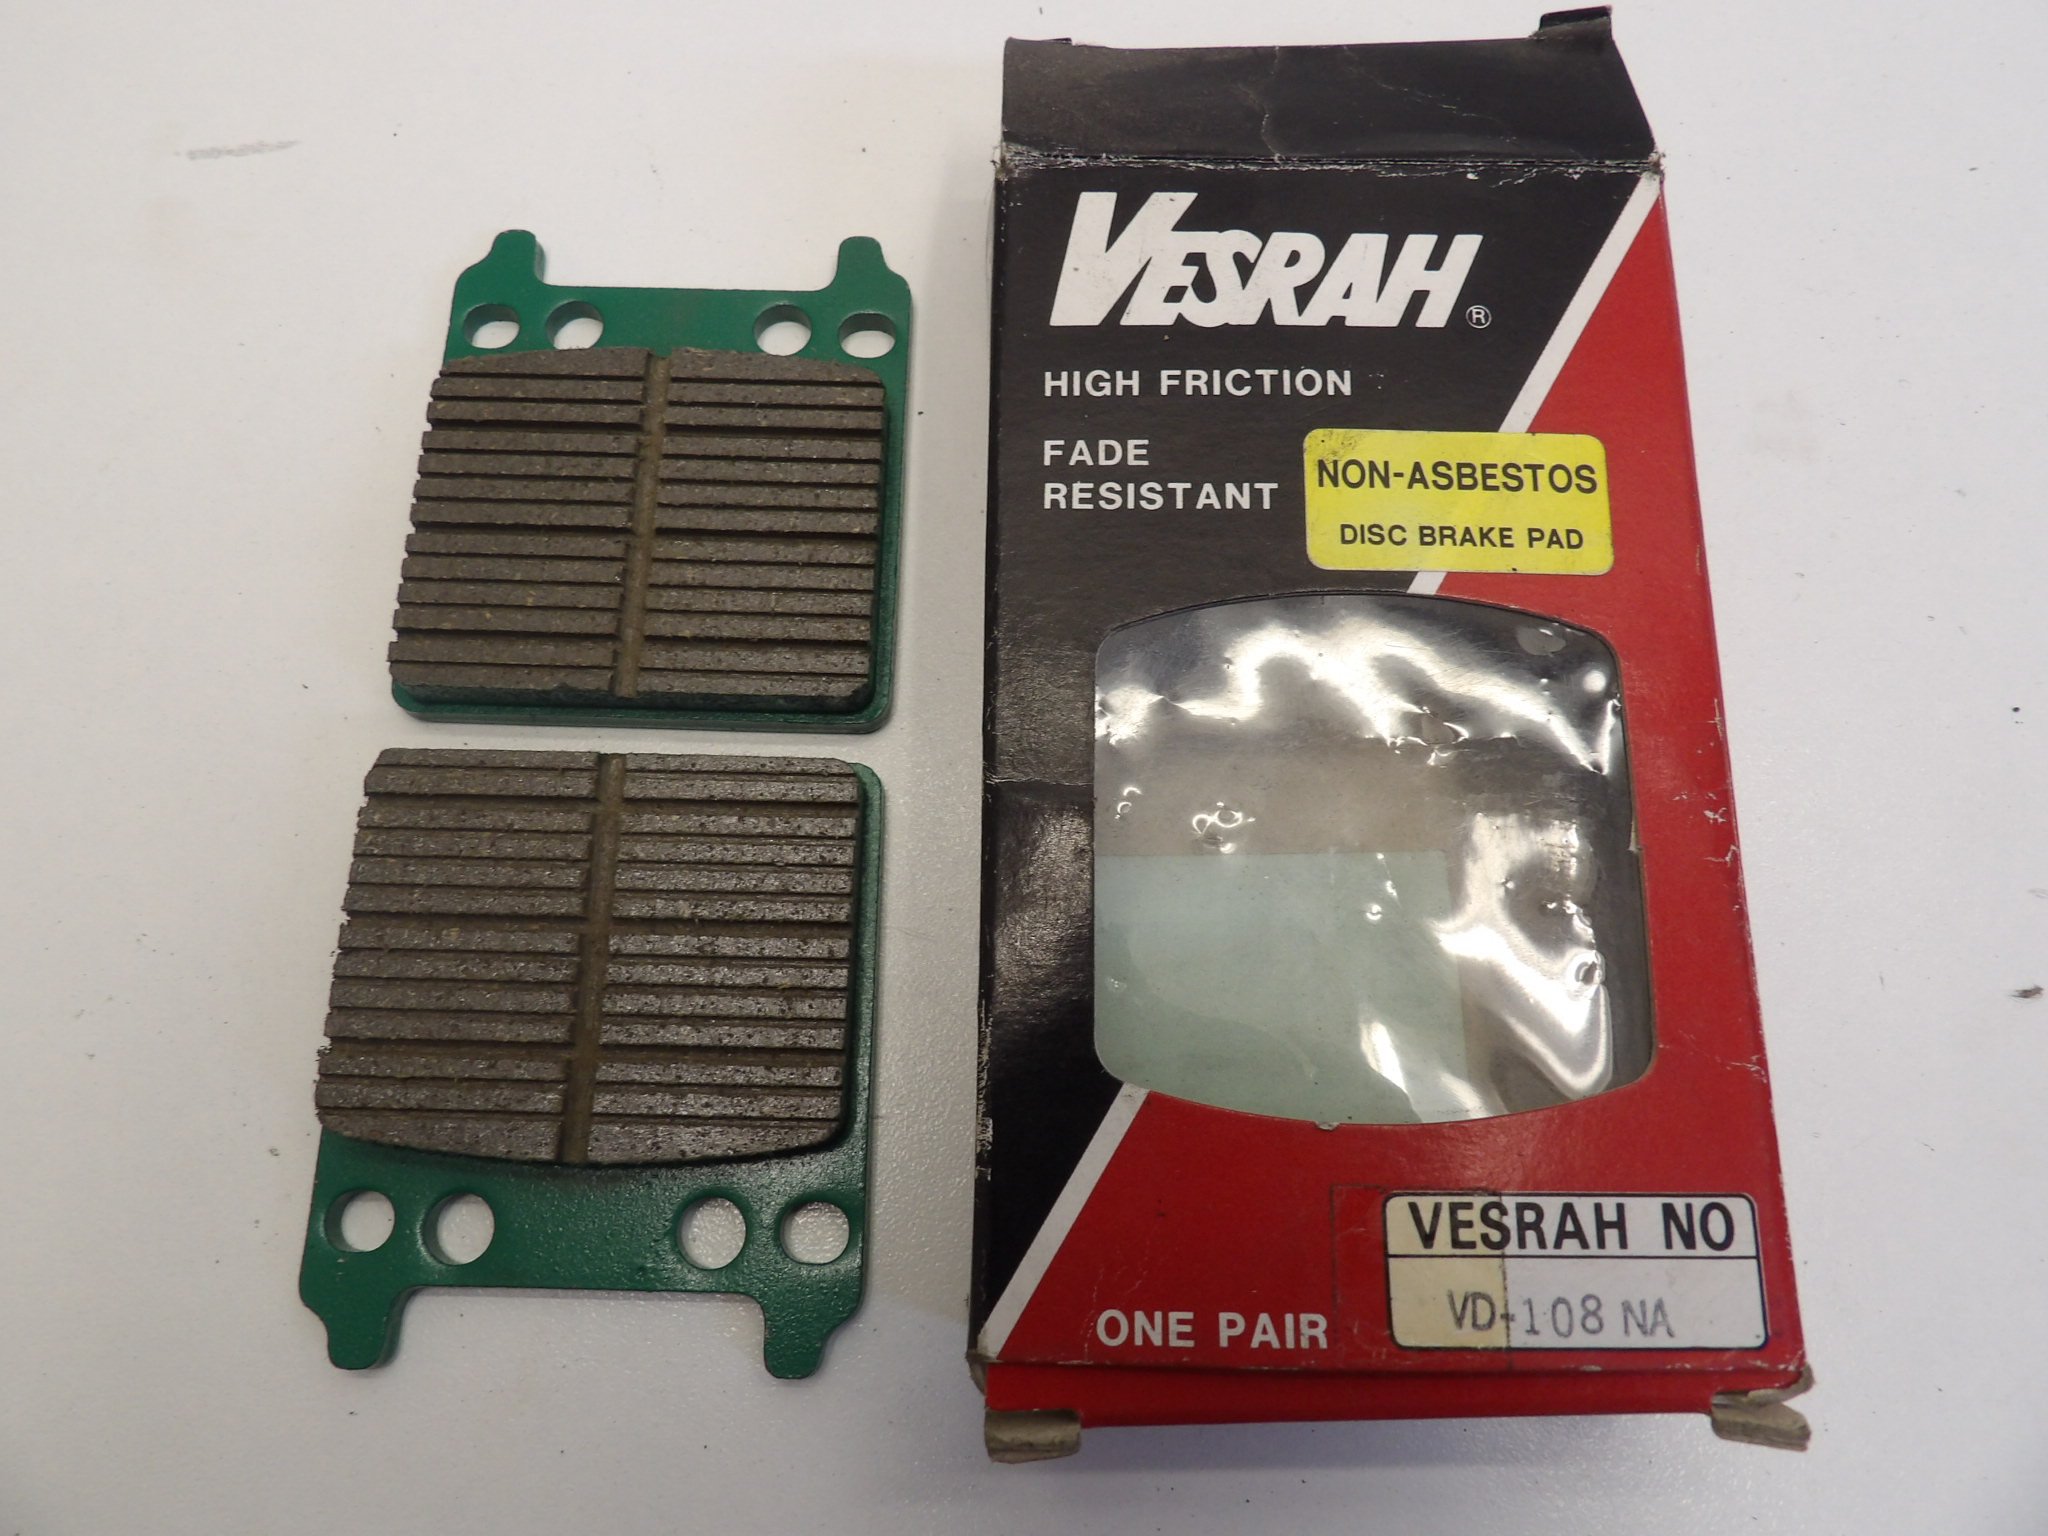 VESRAH®
HIGH FRICTION
FADE
RESISTANT
NON-ASBESTOS
DISC BRAKE PAD
VESRAH NO
VD-108 NA
ONE PAIR